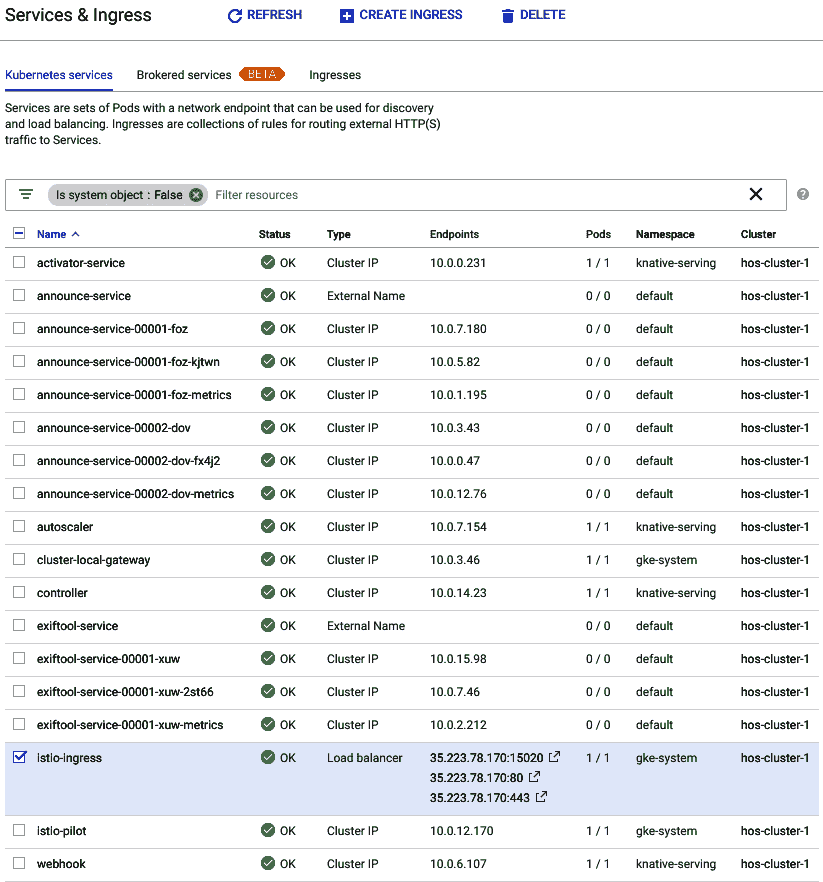 Services & Ingress REFRESH CREATE INGRESS DELETE
Kubernetes services Brokered services BETA Ingresses
Services are sets of Pods with a network endpoint that can be used for discovery
and load balancing. Ingresses are collections of rules for routing external HTTP(S)
traffic to Services.
Is system object : False Filter resources
Name Status Type Endpoints Pods Namespace Cluster
activator-service OK Cluster IP 10.0.0.231 1 / 1 knative-serving hos-cluster-1
announce-service OK External Name 0 / 0 default hos-cluster-1
announce-service-00001-foz OK Cluster IP 10.0.7.180 0 / 0 default hos-cluster-1
announce-service-00001-foz-kjtwn OK Cluster IP 10.0.5.82 0 / 0 default hos-cluster-1
announce-service-00001-foz-metrics OK Cluster IP 10.0.1.195 0 / 0 default hos-cluster-1
announce-service-00002-dov OK Cluster IP 10.0.3.43 0 / 0 default hos-cluster-1
announce-service-00002-dov-fx4j2 OK Cluster IP 10.0.0.47 0 / 0 default hos-cluster-1
announce-service-00002-dov-metrics OK Cluster IP 10.0.12.76 0 / 0 default hos-cluster-1
autoscaler OK Cluster IP 10.0.7.154 1 / 1 knative-serving hos-cluster-1
cluster-local-gateway OK Cluster IP 10.0.3.46 1 / 1 gke-system hos-cluster-1
controller OK Cluster IP 10.0.14.23 1 / 1 knative-serving hos-cluster-1
exiftool-service OK External Name 0 / 0 default hos-cluster-1
exiftool-service-00001-xuw OK Cluster IP 10.0.15.98 0 / 0 default hos-cluster-1
exiftool-service-00001-xuw-2st66 OK Cluster IP 10.0.7.46 0 / 0 default hos-cluster-1
exiftool-service-00001-xuw-metrics OK Cluster IP 10.0.2.212 0 / 0 default hos-cluster-1
istio-ingress OK Load balancer 35.223.78.170:15020 1 / 1 gke-system hos-cluster-1
35.223.78.170:80
35.223.78.170:443
istio-pilot OK Cluster IP 10.0.12.170 1 / 1 gke-system hos-cluster-1
webhook OK Cluster IP 10.0.6.107 1 / 1 knative-serving hos-cluster-1